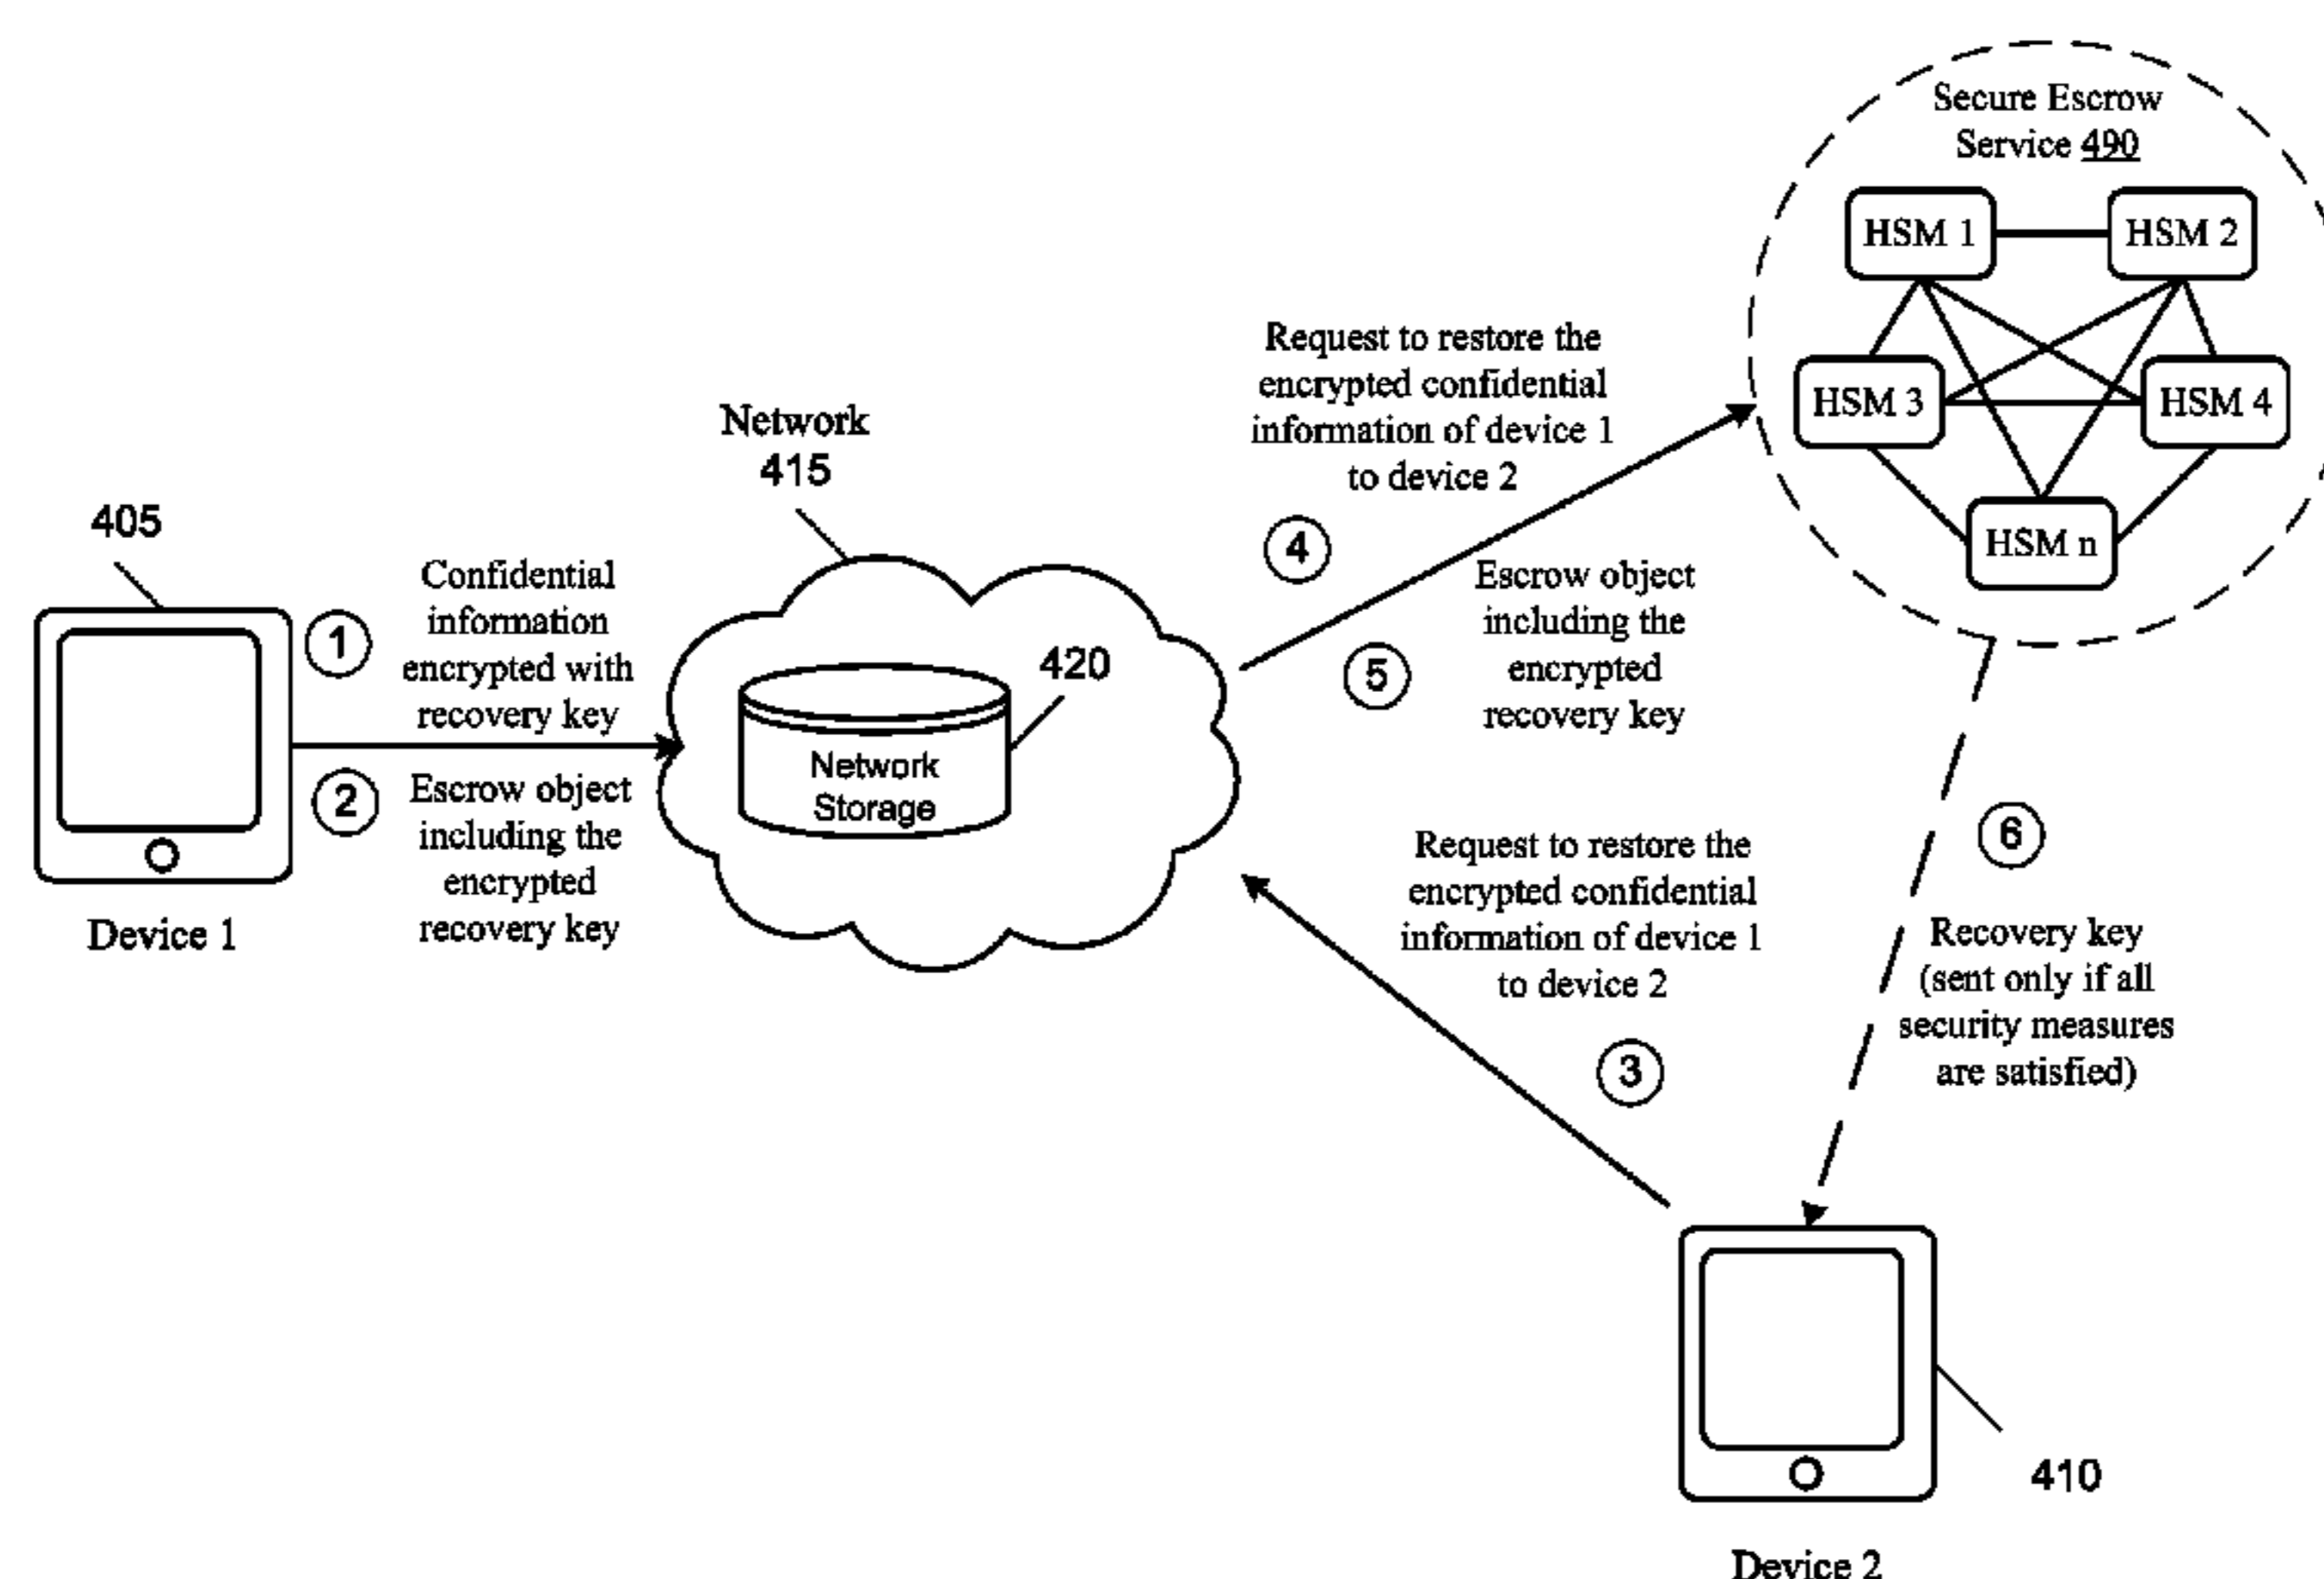 Secure Escrow
Service 490
HSM 1
HSM 2
HSM 3
HSM 4
HSM n
Request to restore the
encrypted confidential
information of device 1
to device 2
4
Escrow object
including the
encrypted
recovery key
5
Network
415
405
1
Confidential
information
encrypted with
recovery key
2
Escrow object
including the
encrypted
recovery key
Device 1
420
Network
Storage
Request to restore the
encrypted confidential
information of device 1
to device 2
3
6
Recovery key
(sent only if all
security measures
are satisfied)
410
Device 2